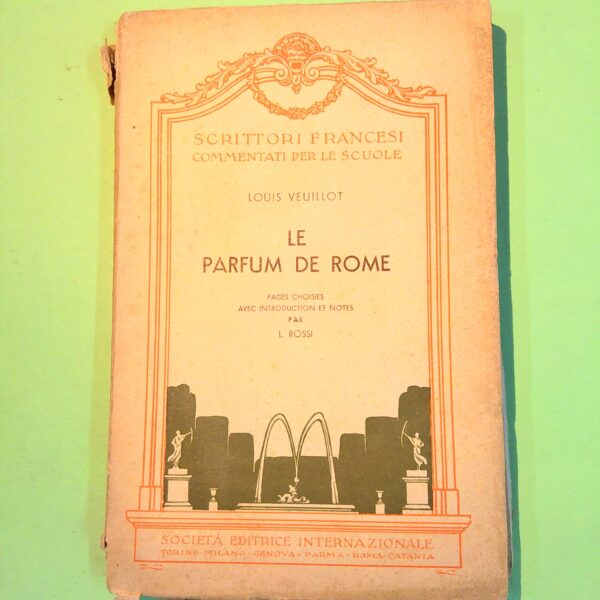 SCRITTORI FRANCESI
COMMENTATI PER LE SCUOLE
LOUIS VEUILLOT
LE
PARFUM DE ROME
PAGES CHOISIES
AVEC INTRODUCTION ET NOTES
PAR
L. ROSSI
SOCIETÁ EDITRICE INTERNAZIONALE
TORINO-MILANO-GENOVA-PARMA-ROMA-CATANIA